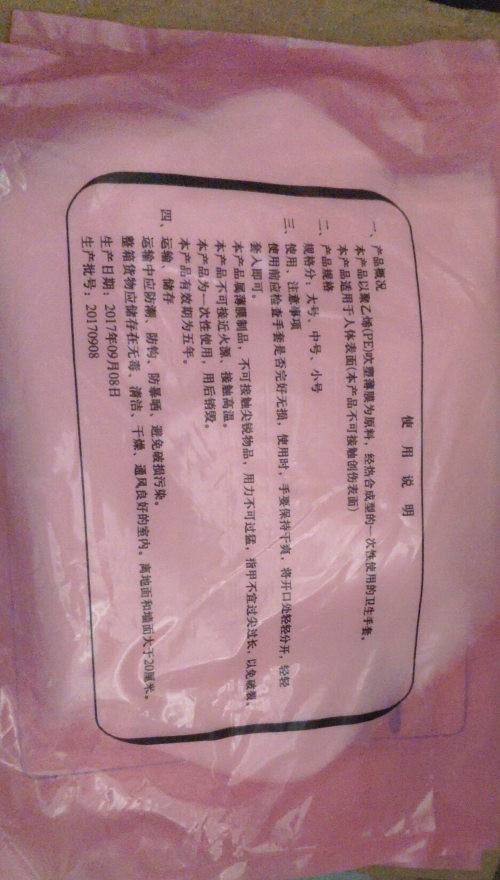 使用说明
一、产品概况
本产品以聚乙烯(PE)吹塑薄膜为原料，经热合成型的一次性使用的卫生手套。
本产品适用于人体表面(本产品不可接触创伤表面)
二、产品规格
规格分：大号、中号、小号
三、使用、注意事项
使用前应检查手套是否完好无损，使用时，手要保持干爽，将开口处轻轻分开，轻轻
套入即可。
本产品属薄膜制品，不可接触尖锐物品，用力不可过猛，指甲不宜过尖过长，以免破裂。
本产品不可接近火源、接触高温。
本产品为一次性使用，用后销毁。
本产品有效期为五年。
四、运输、储存
运输中应防潮、防钩、防暴晒，避免破损污染。
整箱货物应储存在无毒、清洁、干燥、通风良好的室内。离地面和墙面大于20厘米。
生产日期：2017年09月08日
生产批号：20170908